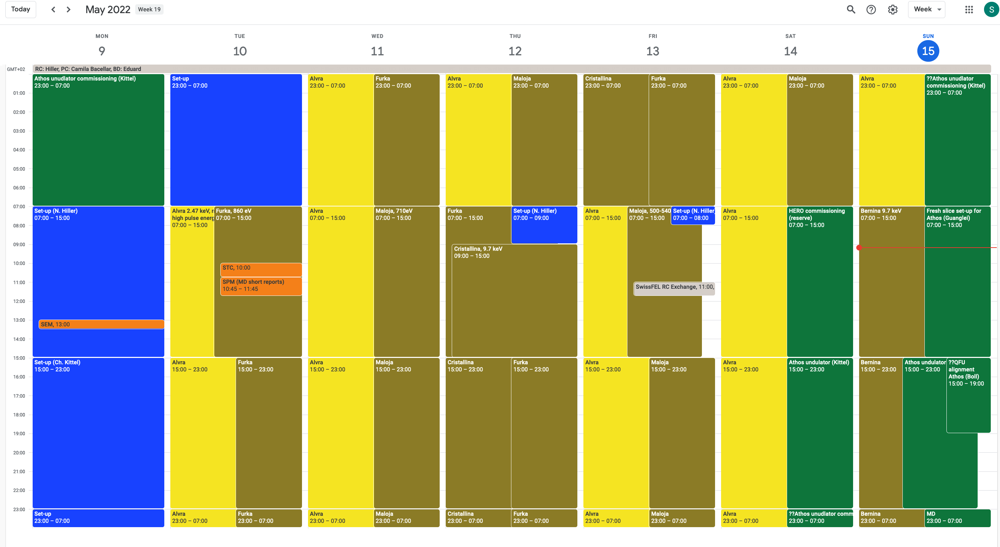 Today
May 2022
Week 19
Week
S
MON
9
TUE
10
WED
11
THU
12
FRI
13
SAT
14
SUN
15
GMT+02
RC: Hiller, PC: Camila Bacellar, BD: Eduard
01:00
02:00
03:00
04:00
05:00
06:00
07:00
08:00
09:00
10:00
11:00
12:00
13:00
14:00
15:00
16:00
17:00
18:00
19:00
20:00
21:00
22:00
23:00
Athos unudlator commissioning (Kittel)
23:00 – 07:00
Set-up (N. Hiller)
07:00 – 15:00
SEM, 13:00
Set-up (Ch. Kittel)
15:00 – 23:00
Set-up
23:00 – 07:00
Set-up
23:00 – 07:00
Alvra 2.47 keV,
high pulse energ
07:00 – 15:00
Furka, 860 eV
07:00 – 15:00
STC, 10:00
SPM (MD short reports)
10:45 – 11:45
Alvra
15:00 – 23:00
Furka
15:00 – 23:00
Alvra
23:00 – 07:00
Furka
23:00 – 07:00
Alvra
23:00 – 07:00
Furka
23:00 – 07:00
Alvra
07:00 – 15:00
Maloja, 710eV
07:00 – 15:00
Alvra
15:00 – 23:00
Maloja
15:00 – 23:00
Alvra
23:00 – 07:00
Maloja
23:00 – 07:00
Alvra
23:00 – 07:00
Maloja
23:00 – 07:00
Furka
07:00 – 15:00
Set-up (N. Hiller)
07:00 – 09:00
Cristallina, 9.7 keV
09:00 – 15:00
Cristallina
15:00 – 23:00
Furka
15:00 – 23:00
Cristallina
23:00 – 07:00
Furka
23:00 – 07:00
Cristallina
23:00 – 07:00
Furka
23:00 – 07:00
Alvra
07:00 – 15:00
Maloja, 500-540
07:00 – 15:00
Set-up (N. Hiller)
07:00 – 08:00
SwissFEL RC Exchange, 11:00,
Alvra
15:00 – 23:00
Maloja
15:00 – 23:00
Alvra
23:00 – 07:00
Maloja
23:00 – 07:00
Alvra
23:00 – 07:00
Maloja
23:00 – 07:00
Alvra
07:00 – 15:00
HERO commissioning
(reserve)
07:00 – 15:00
Alvra
15:00 – 23:00
Athos undulator (Kittel)
15:00 – 23:00
Alvra
23:00 – 07:00
??Athos unudlator comm
23:00 – 07:00
Alvra
23:00 – 07:00
??Athos unudlator
commissioning (Kittel)
23:00 – 07:00
Bernina 9.7 keV
07:00 – 15:00
Fresh slice set-up for
Athos (Guanglei)
07:00 – 15:00
Bernina
15:00 – 23:00
Athos undulator
15:00 – 23:00
??QFU
alignment
Athos (Boll)
15:00 – 19:00
Bernina
23:00 – 07:00
MD
23:00 – 07:00